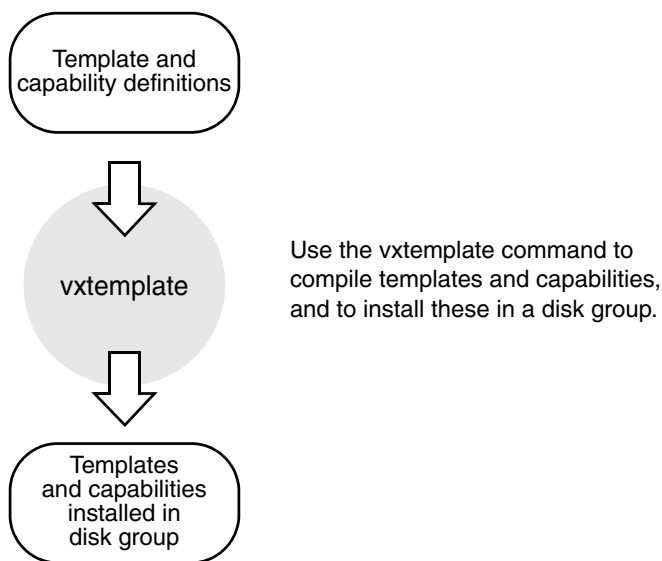 Template and
capability definitions
vxtemplate
Use the vxtemplate command to
compile templates and capabilities,
and to install these in a disk group.
Templates
and capabilities
installed in
disk group